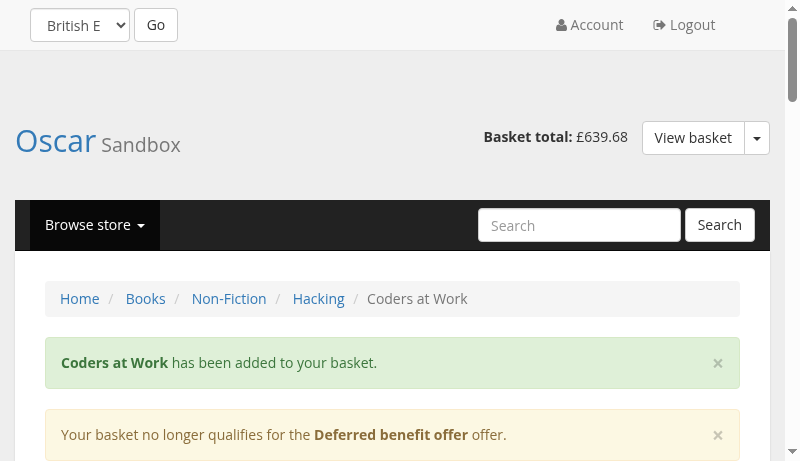 British E
Go
Account
Logout
Oscar Sandbox
Basket total: £639.68
View basket
Browse store
Search
Search
Home / Books / Non-Fiction / Hacking / Coders at Work
Coders at Work has been added to your basket.
×
Your basket no longer qualifies for the Deferred benefit offer offer.
×